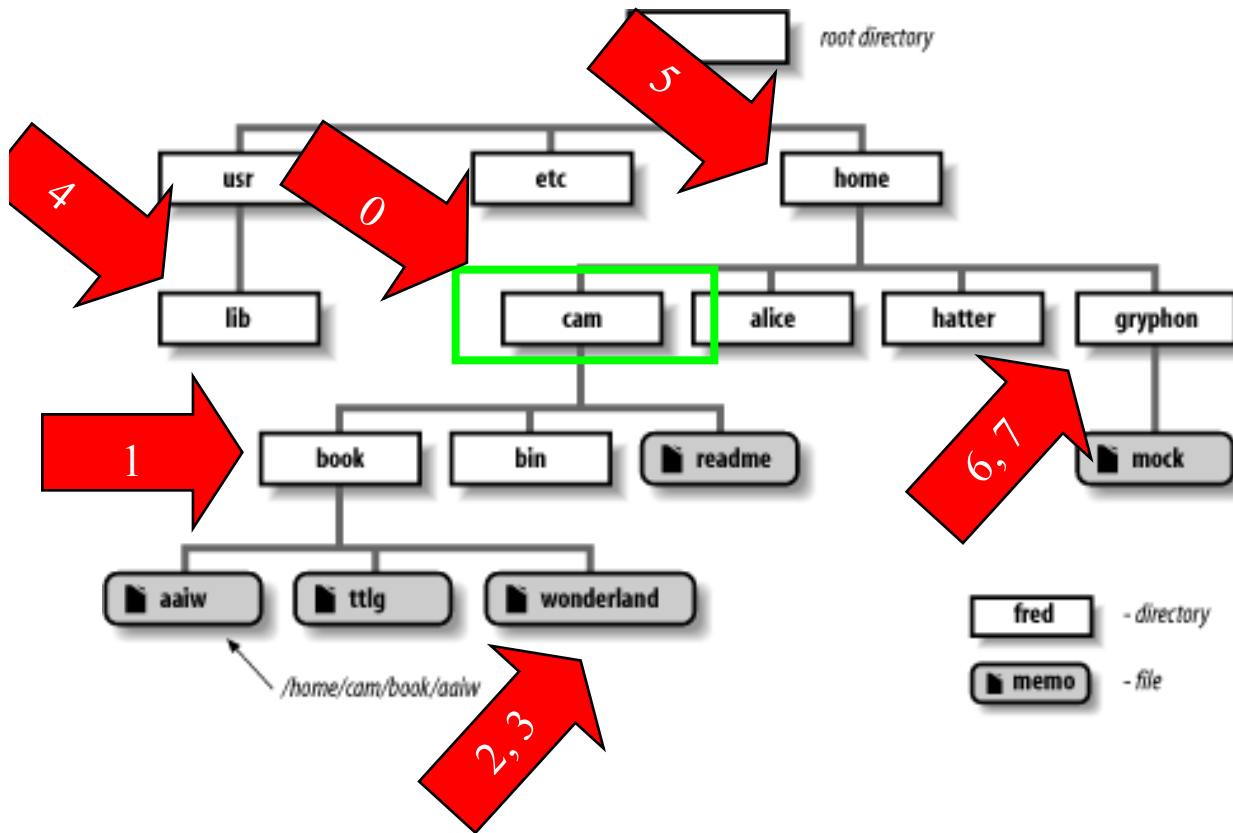 root directory
5
4
usr
0
etc
home
lib
cam
alice
hatter
gryphon
1
book
bin
readme
6, 7
mock
aaiw
ttlg
wonderland
fred
- directory
/home/cam/book/aaiw
2, 3
memo
- file